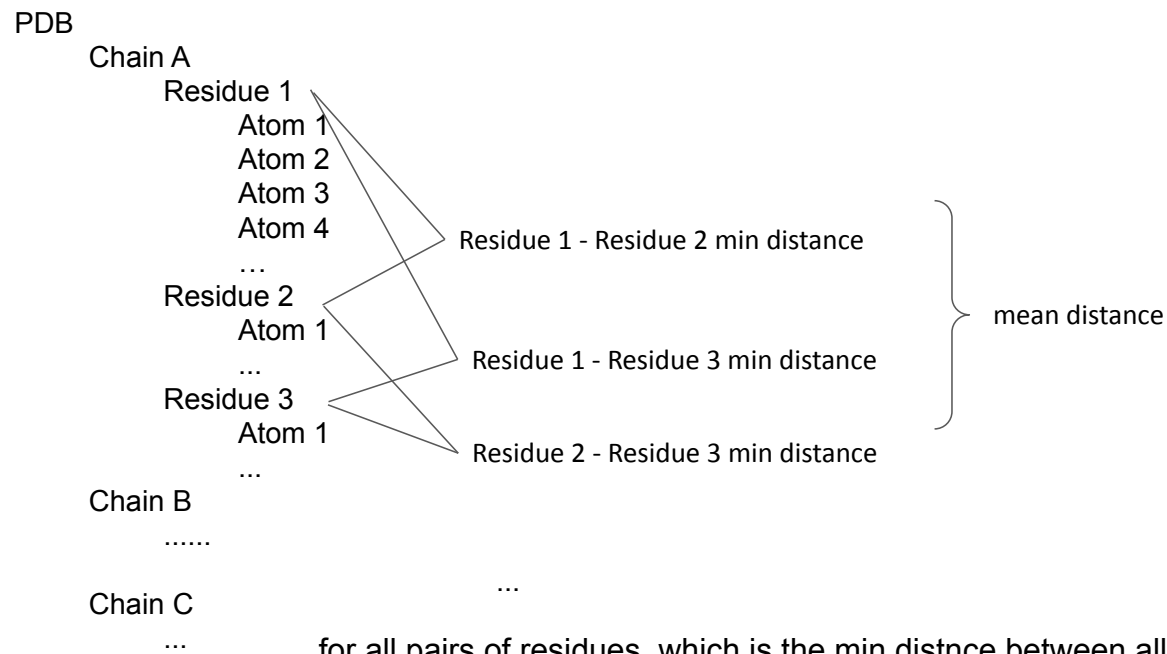 PDB
Chain A
Residue 1
Atom 1
Atom 2
Atom 3
Atom 4
…
Residue 2
Atom 1
...
Residue 3
Atom 1
...
Chain B
......
Chain C
...
Residue 1 - Residue 2 min distance
Residue 1 - Residue 3 min distance
Residue 2 - Residue 3 min distance
...
mean distance
for all pairs of residues, which is the min distnce between all